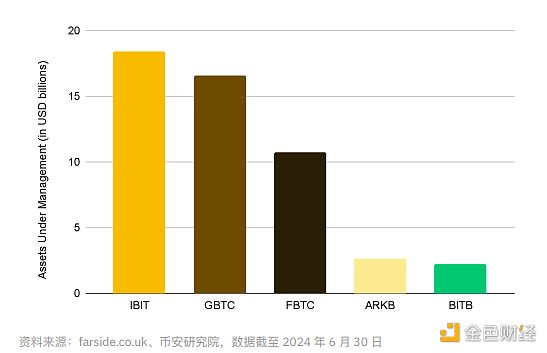 20
15
10
5
0
Assets Under Management (in USD billions)
IBIT GBTC FBTC ARKB BITB
资料来源：farside.co.uk、币安研究院，数据截至 2024 年 6 月 30 日
金色财经